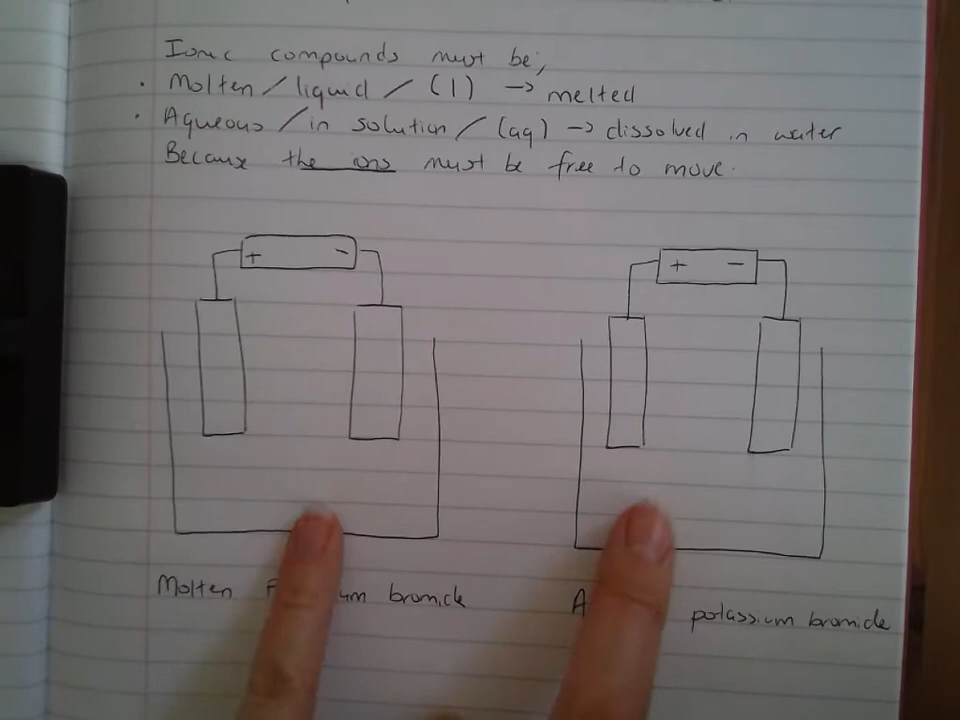 Ionic compounds must be;
· Molten / liquid / (l) → melted
· Aqueous / in solution / (aq) → dissolved in water
Because the ions must be free to move.
+ -
+ -
Molten bromide
potassium bromide